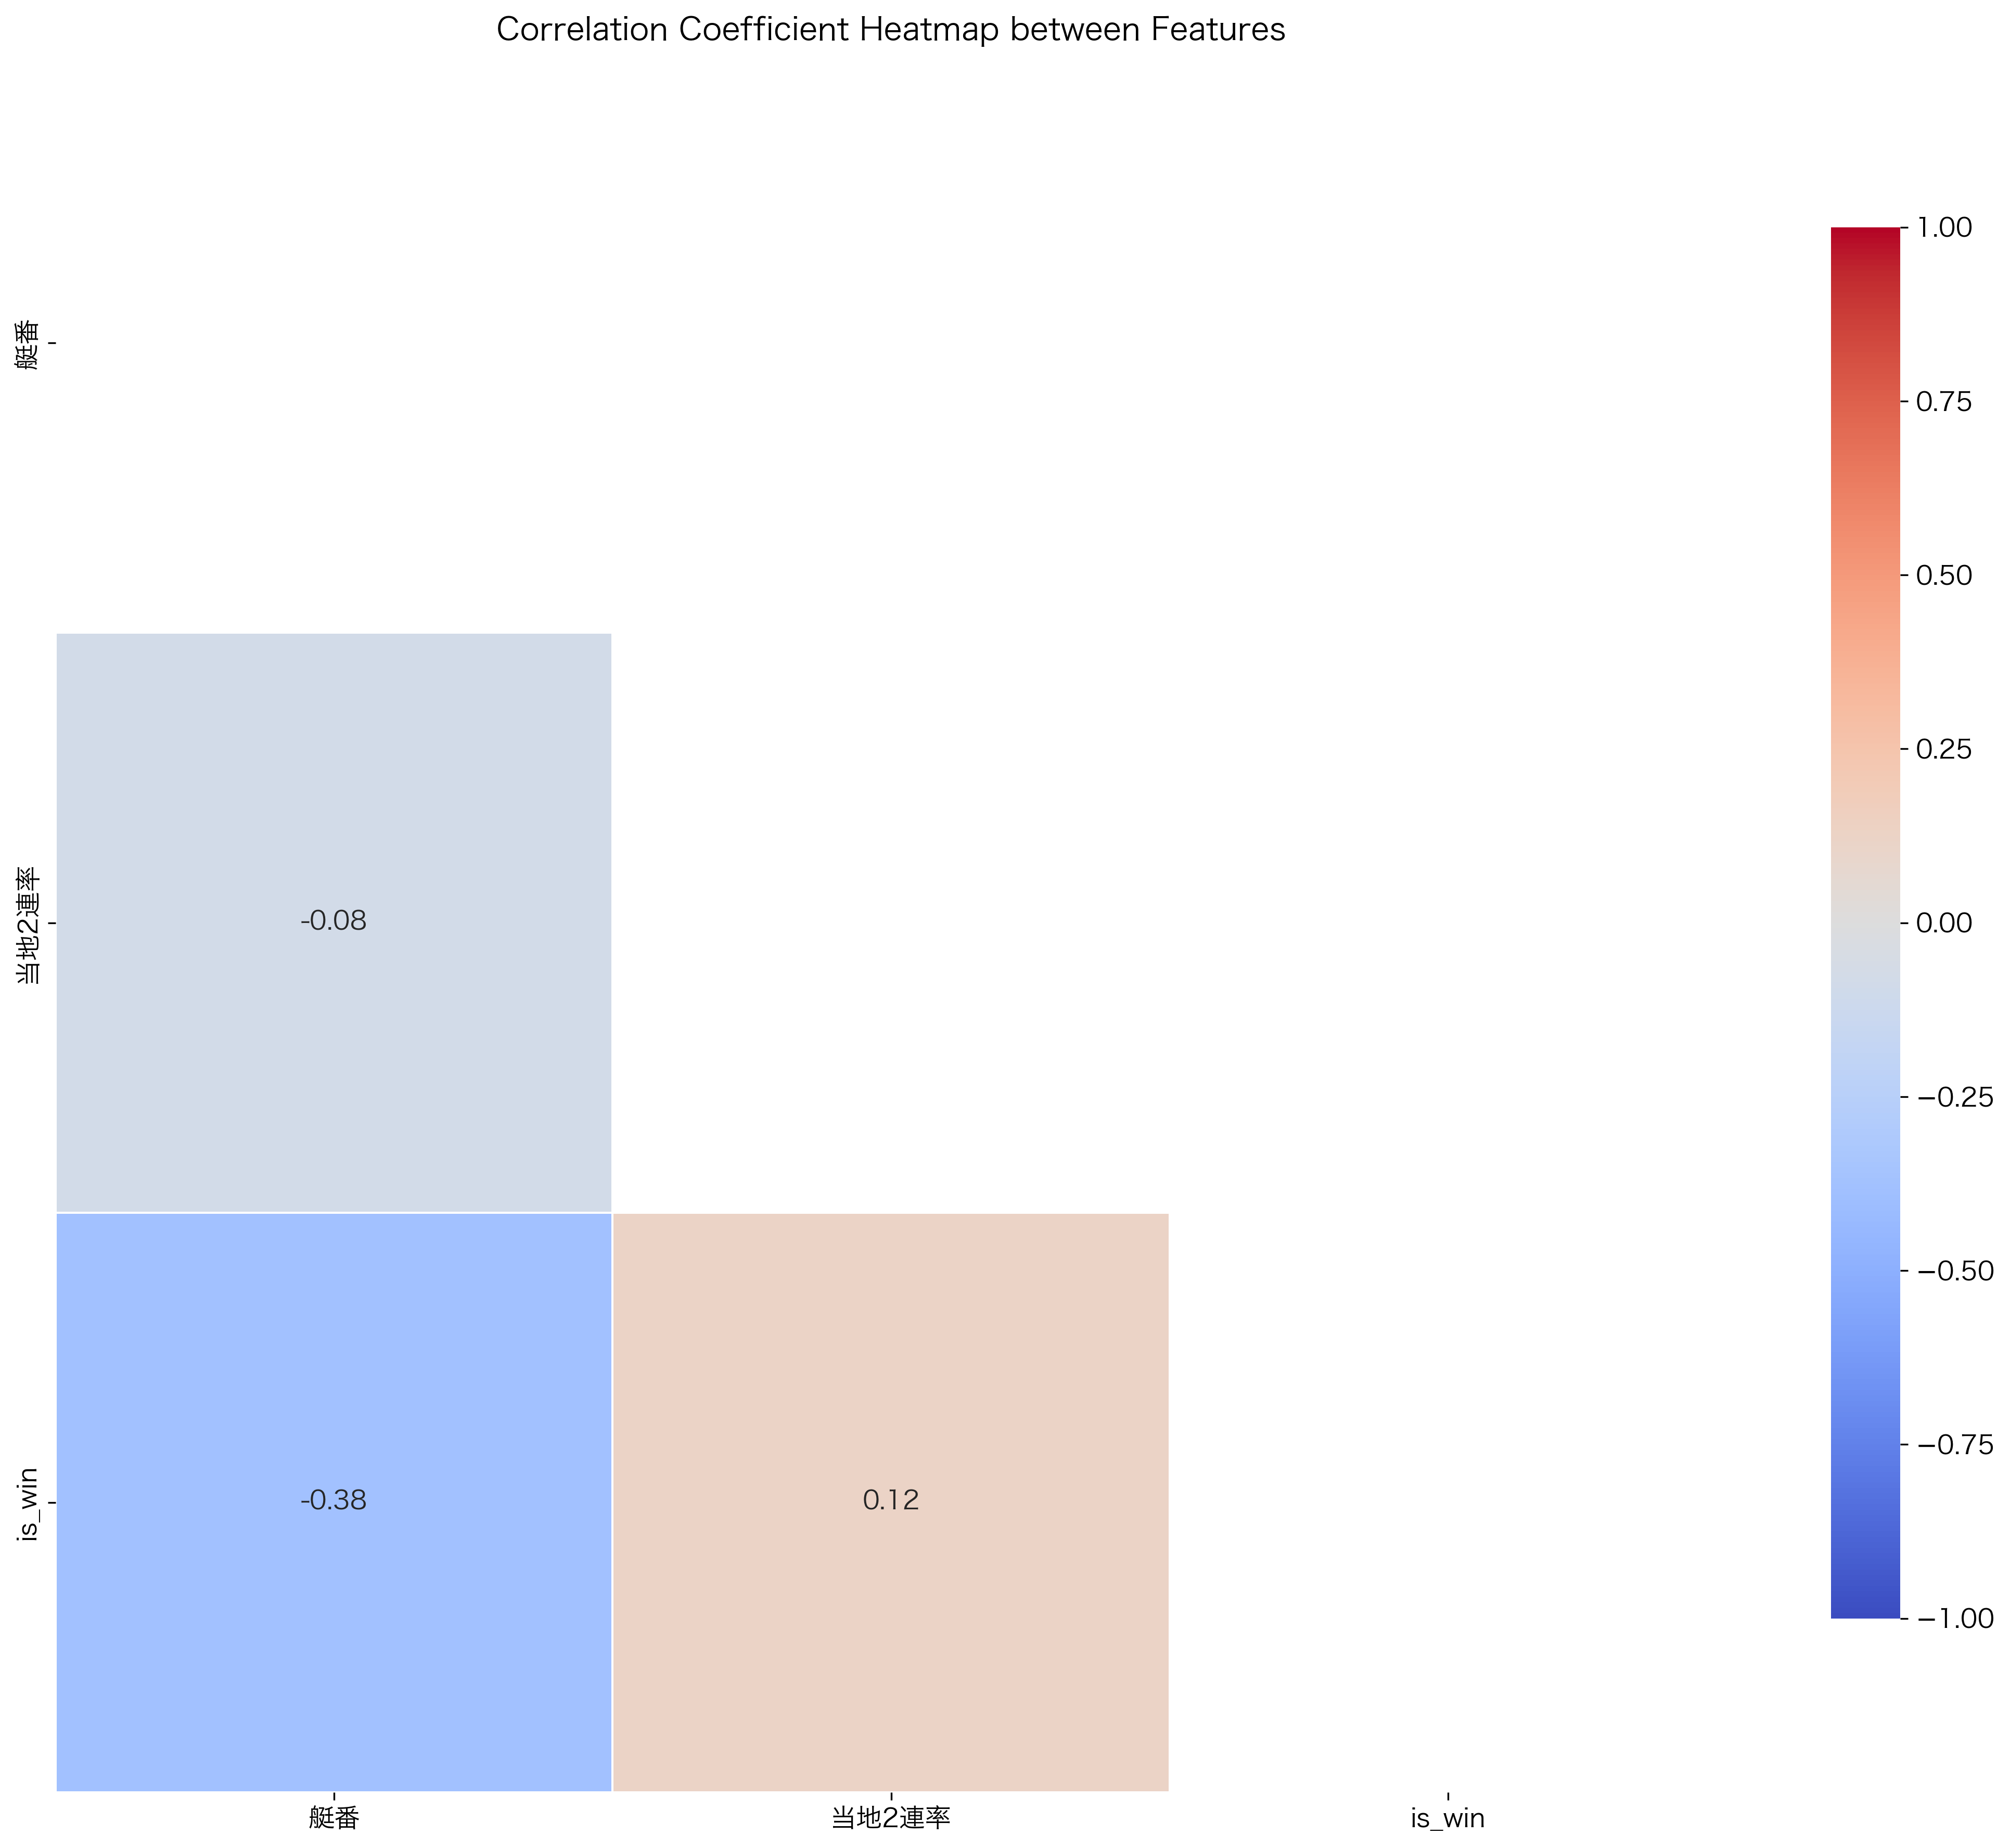 Correlation Coefficient Heatmap between Features
艇番
当地2連率
is_win
-0.08
-0.38
0.12
艇番
当地2連率
is_win
1.00
0.75
0.50
0.25
0.00
−0.25
−0.50
−0.75
−1.00